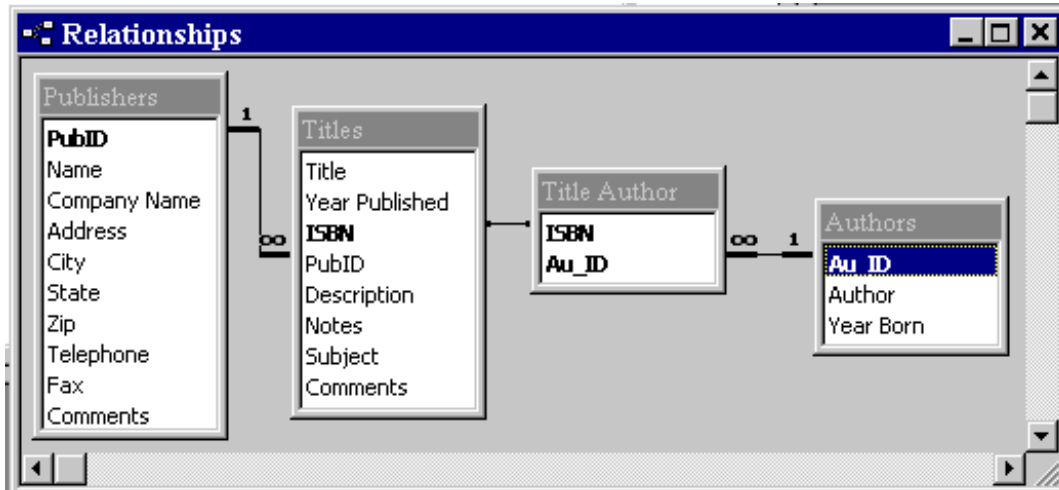 Relationships
Publishers
PubID
Name
Company Name
Address
City
State
Zip
Telephone
Fax
Comments
1
∞
Titles
Title
Year Published
ISBN
PubID
Description
Notes
Subject
Comments
Title Author
ISBN
Au_ID
∞
1
Authors
Au_ID
Author
Year Born